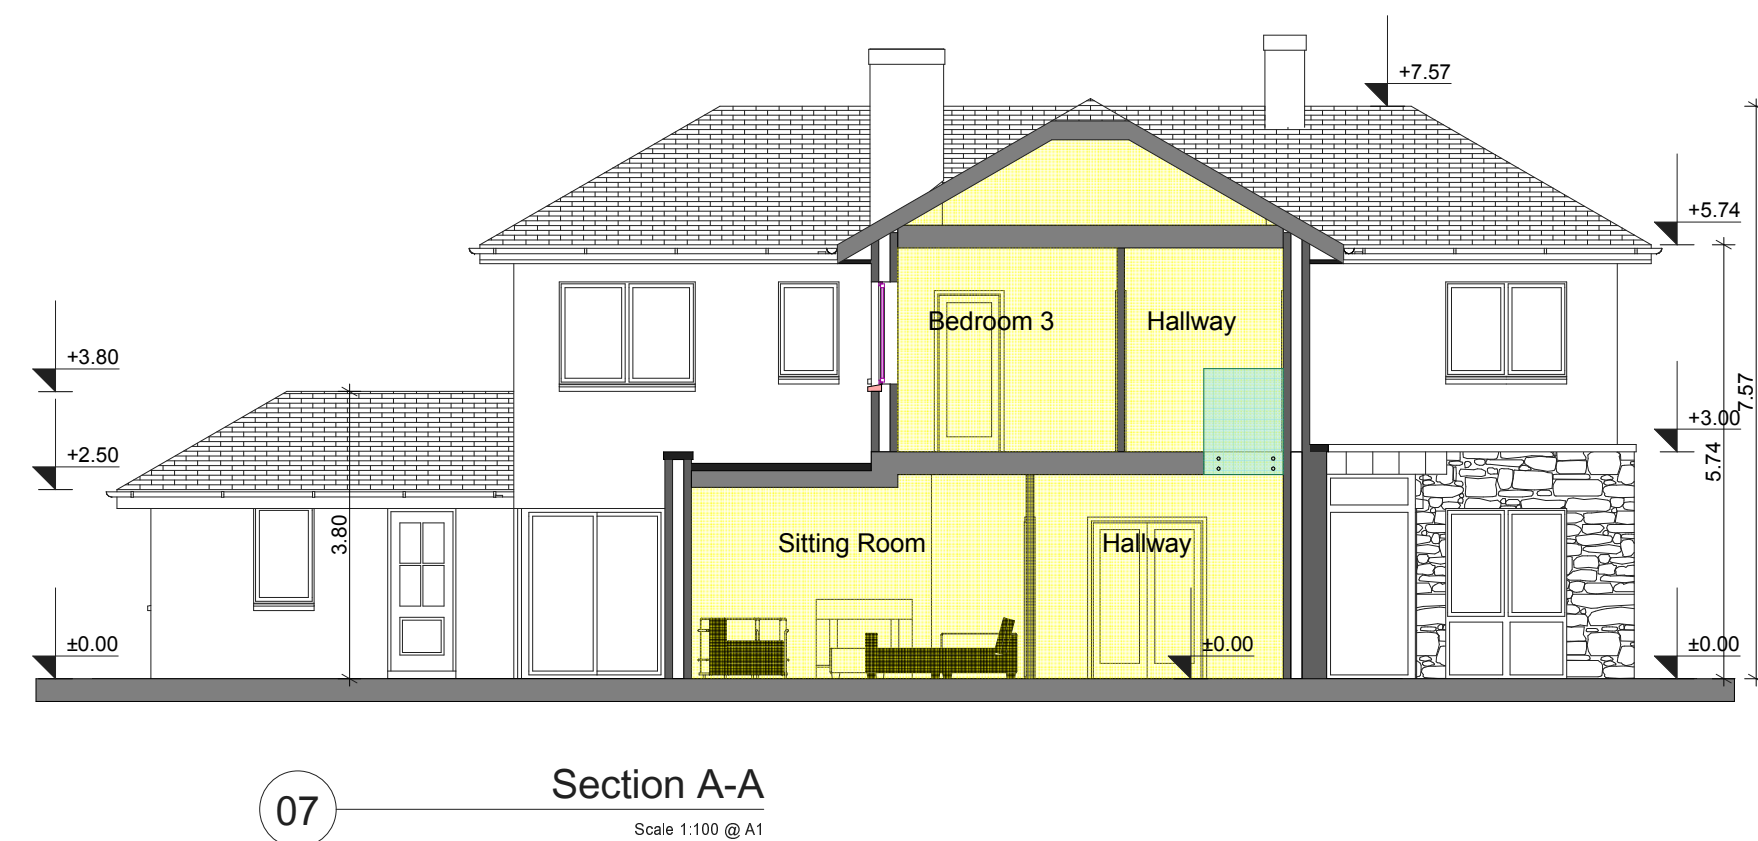 +7.57
+5.74
Bedroom 3
Hallway
+3.80
+3.00
7.57
5.74
+2.50
3.80
Sitting Room
Hallway
±0.00
±0.00
±0.00
07
Section A-A
Scale 1:100 @ A1